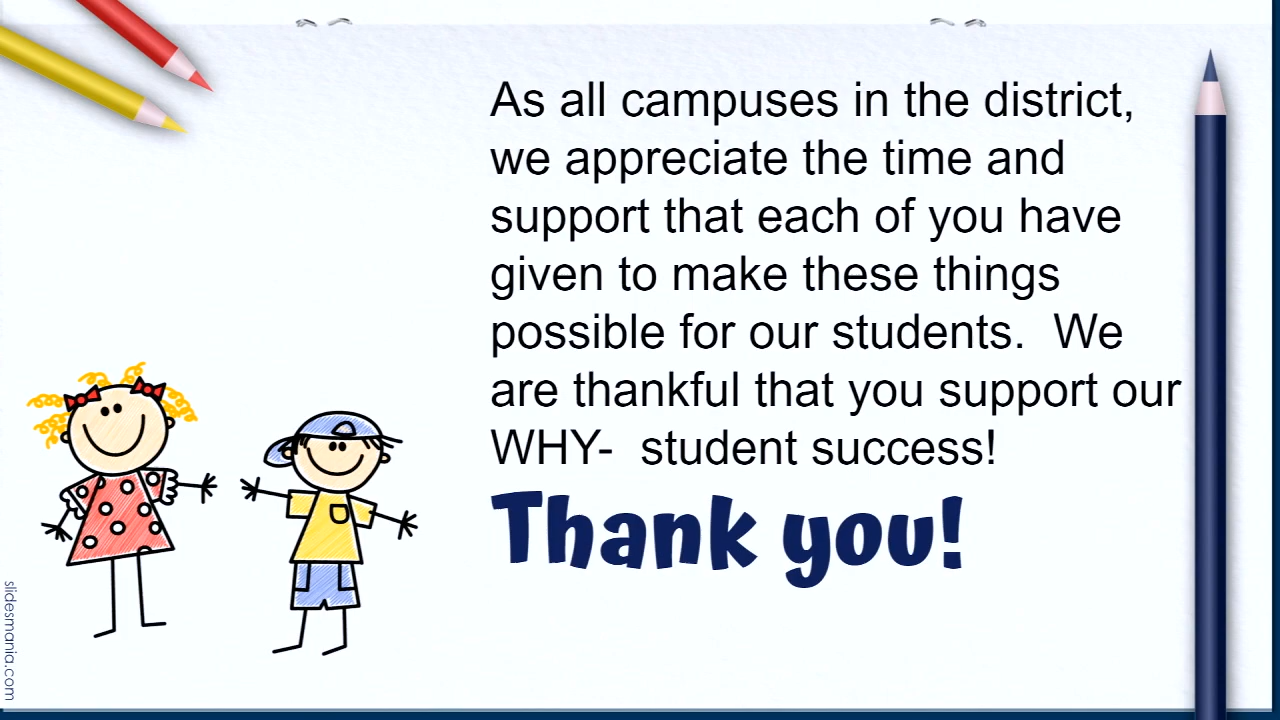 As all campuses in the district,
we appreciate the time and
support that each of you have
given to make these things
possible for our students.  We
are thankful that you support our
WHY-  student success!
Thank you!
slidesmania.com